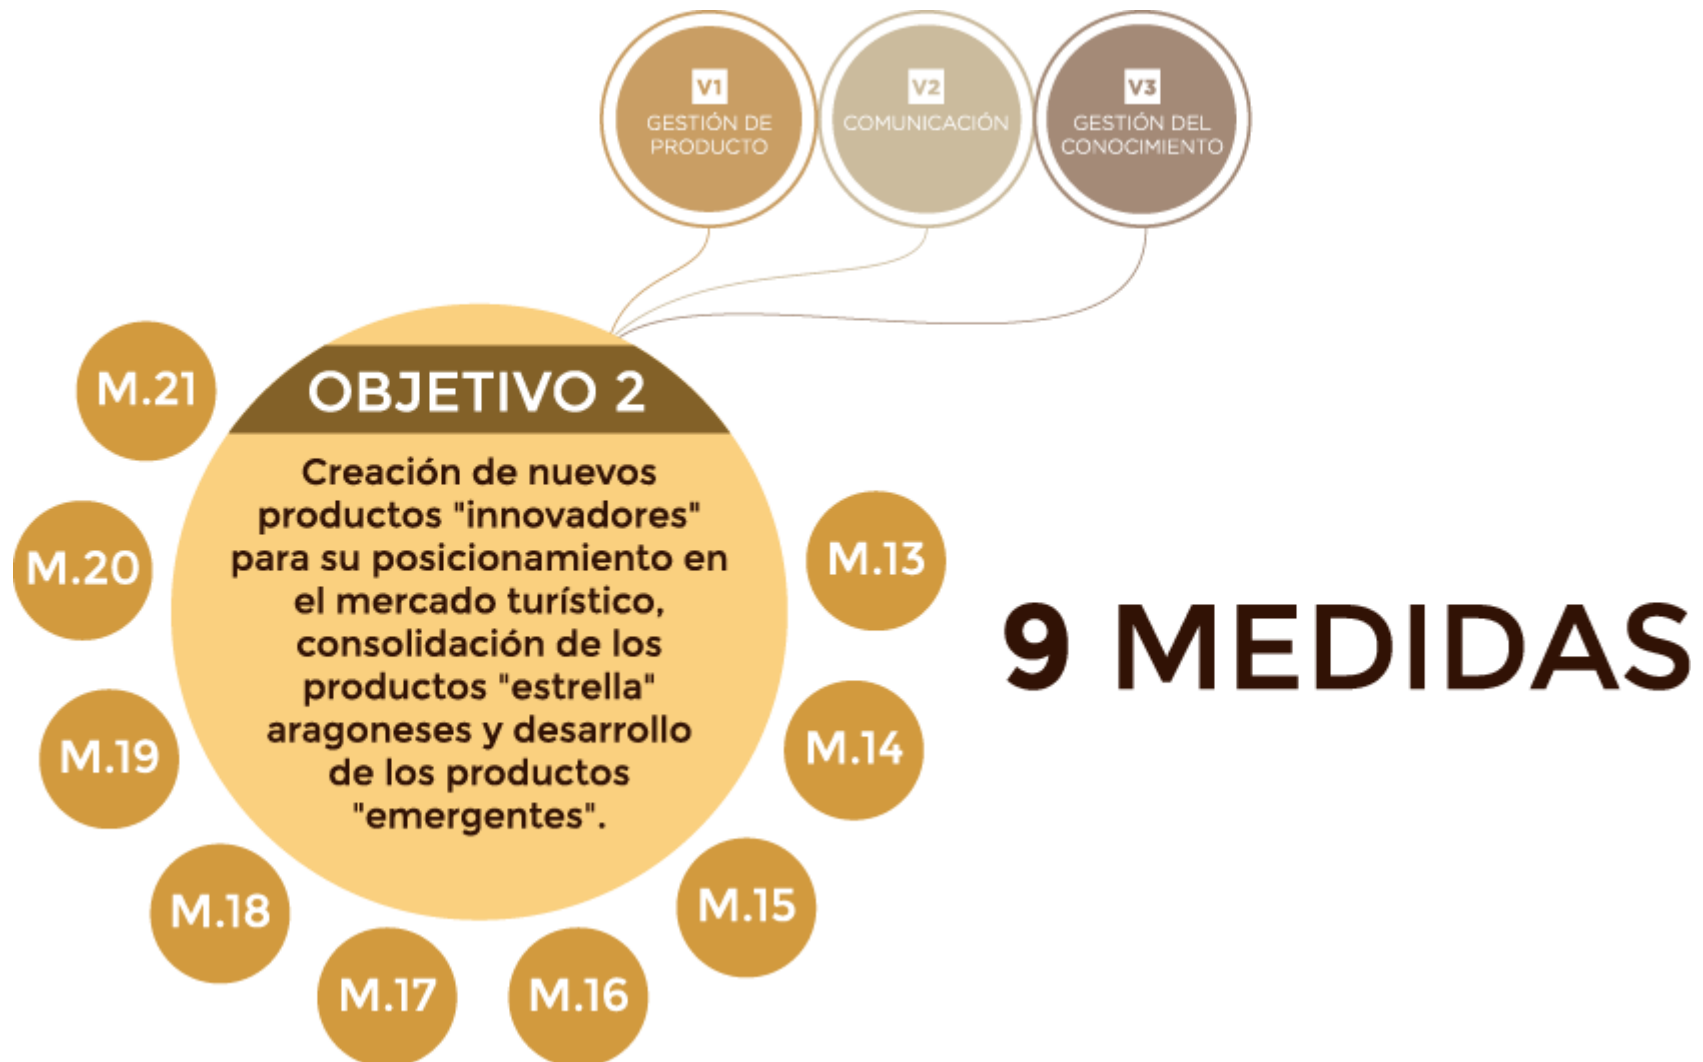 V1
GESTIÓN DE
PRODUCTO
V2
COMUNICACIÓN
V3
GESTIÓN DEL
CONOCIMIENTO
OBJETIVO 2
Creación de nuevos
productos "innovadores"
para su posicionamiento en
el mercado turístico,
consolidación de los
productos "estrella"
aragoneses y desarrollo
de los productos
"emergentes".
M.13
M.14
M.15
M.16
M.17
M.18
M.19
M.20
M.21
9 MEDIDAS